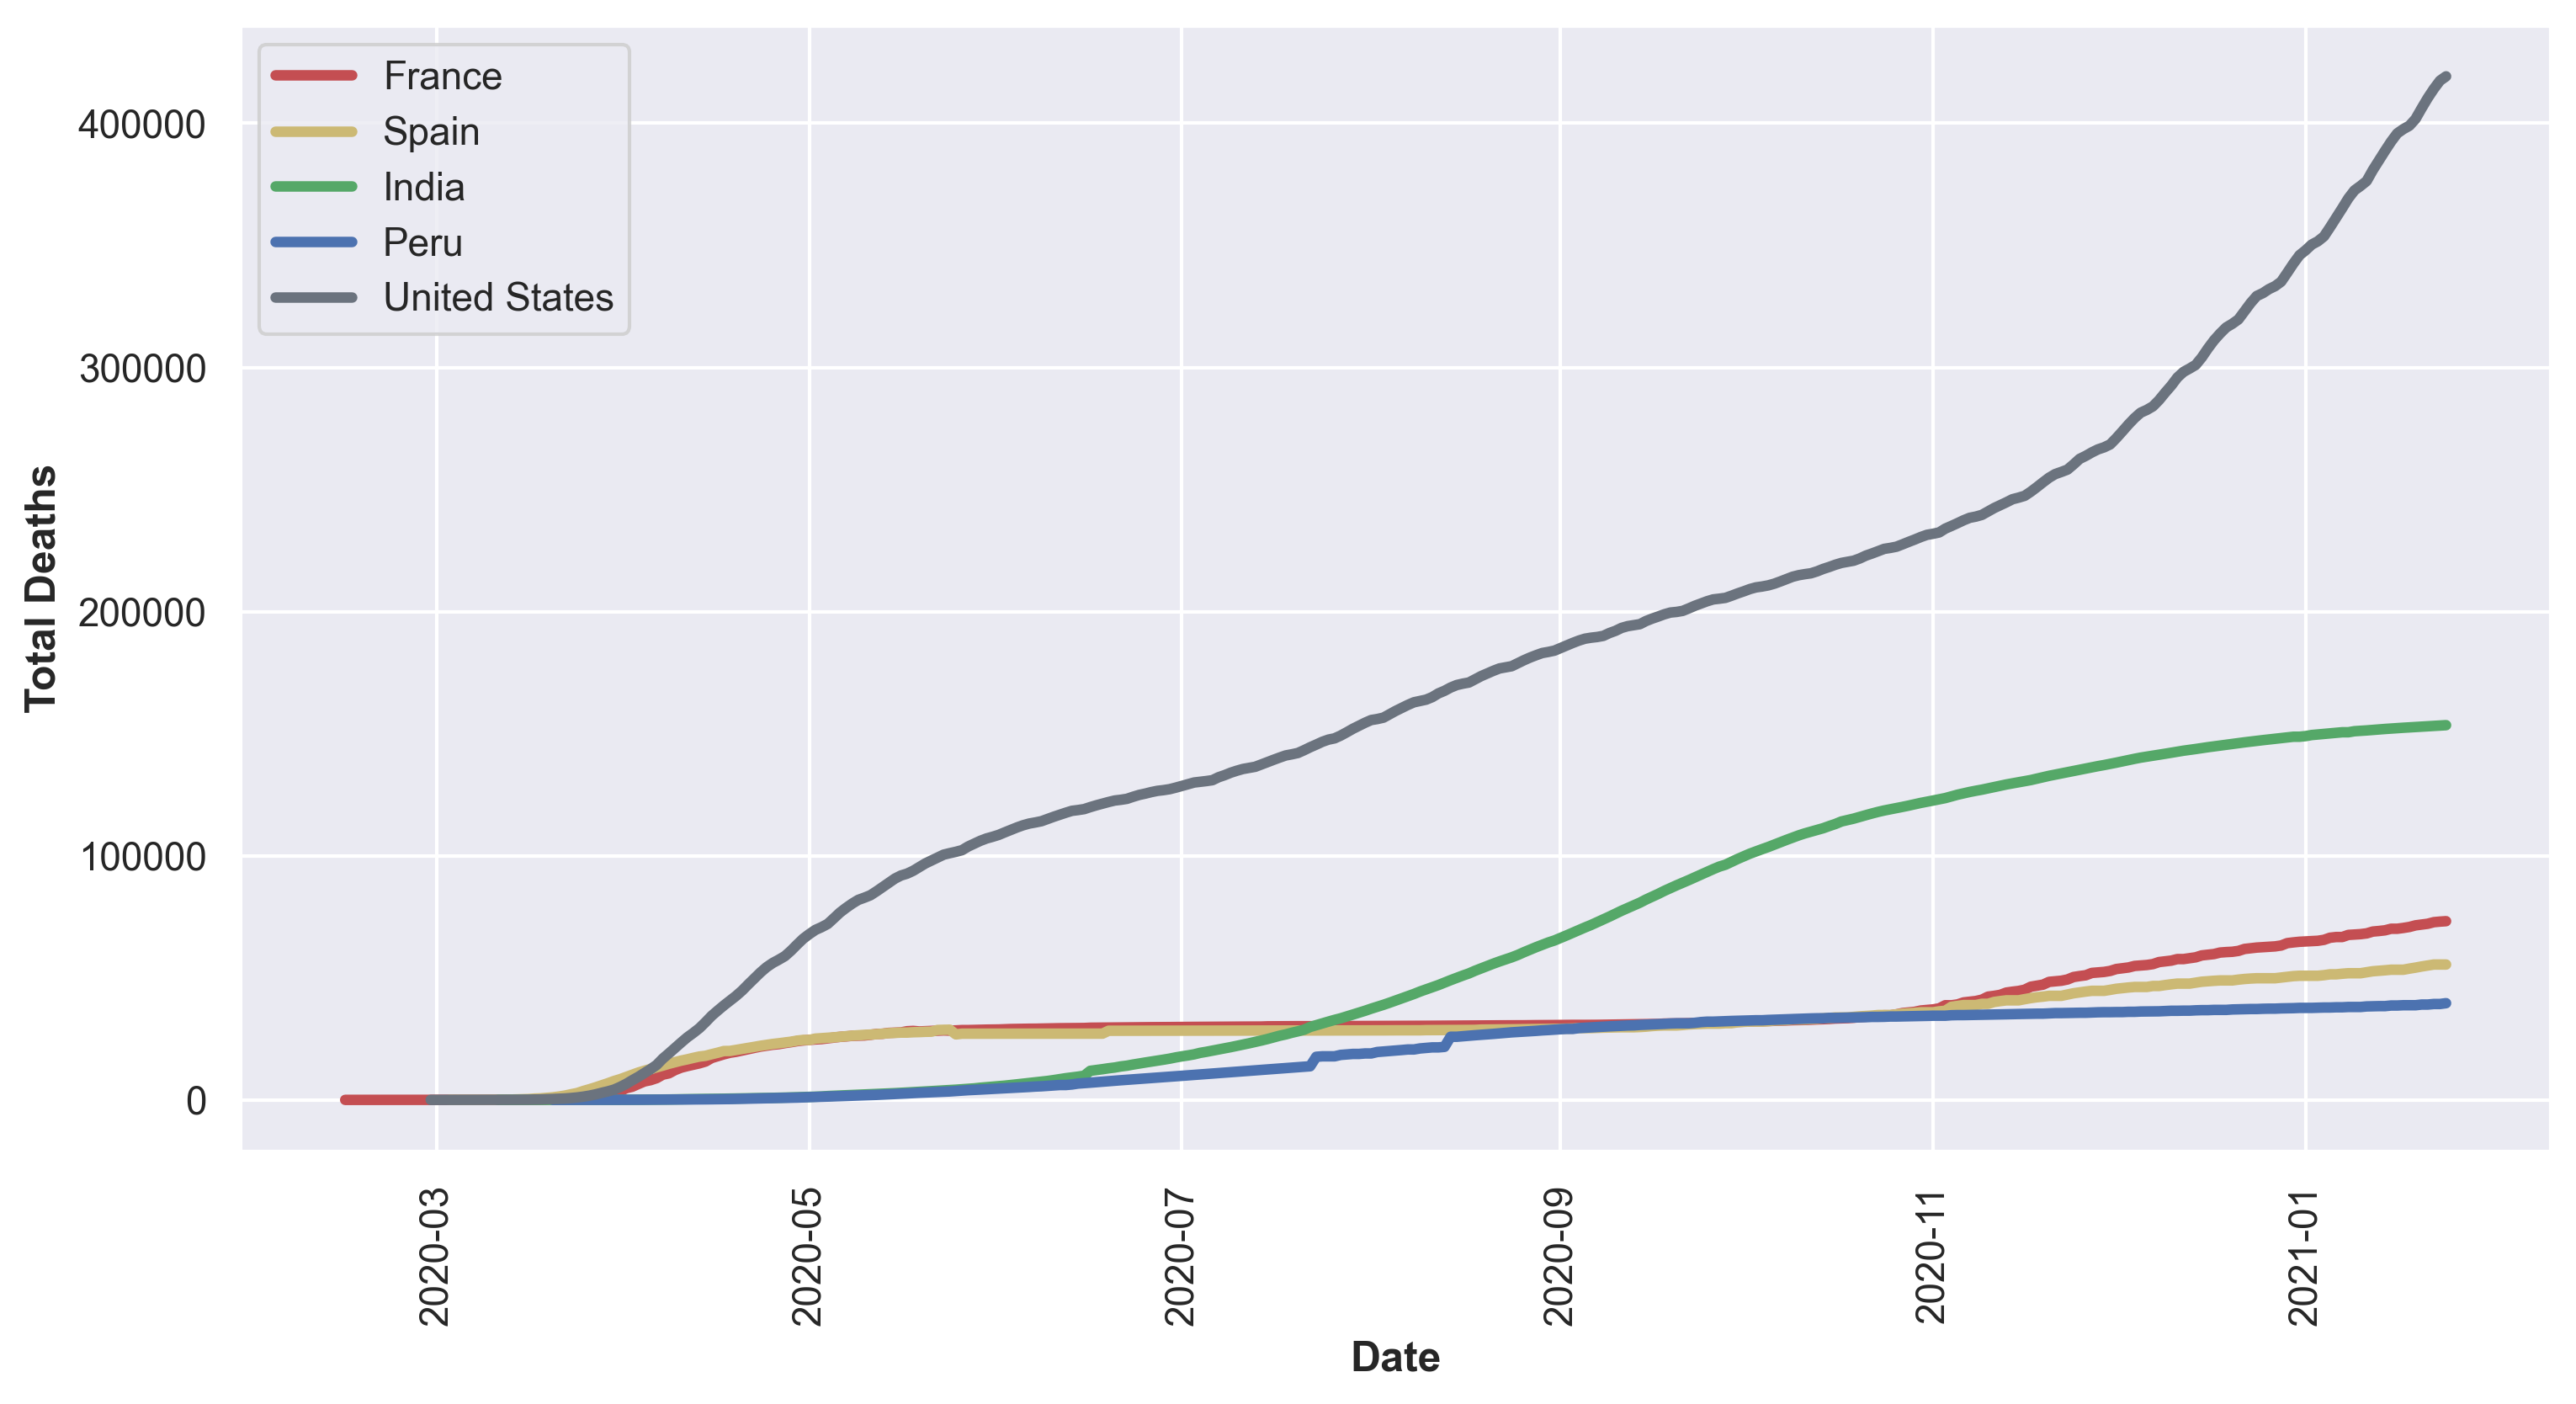 France
Spain
India
Peru
United States
400000
300000
200000
100000
0
Total Deaths
2020-03
2020-05
2020-07
2020-09
2020-11
2021-01
Date